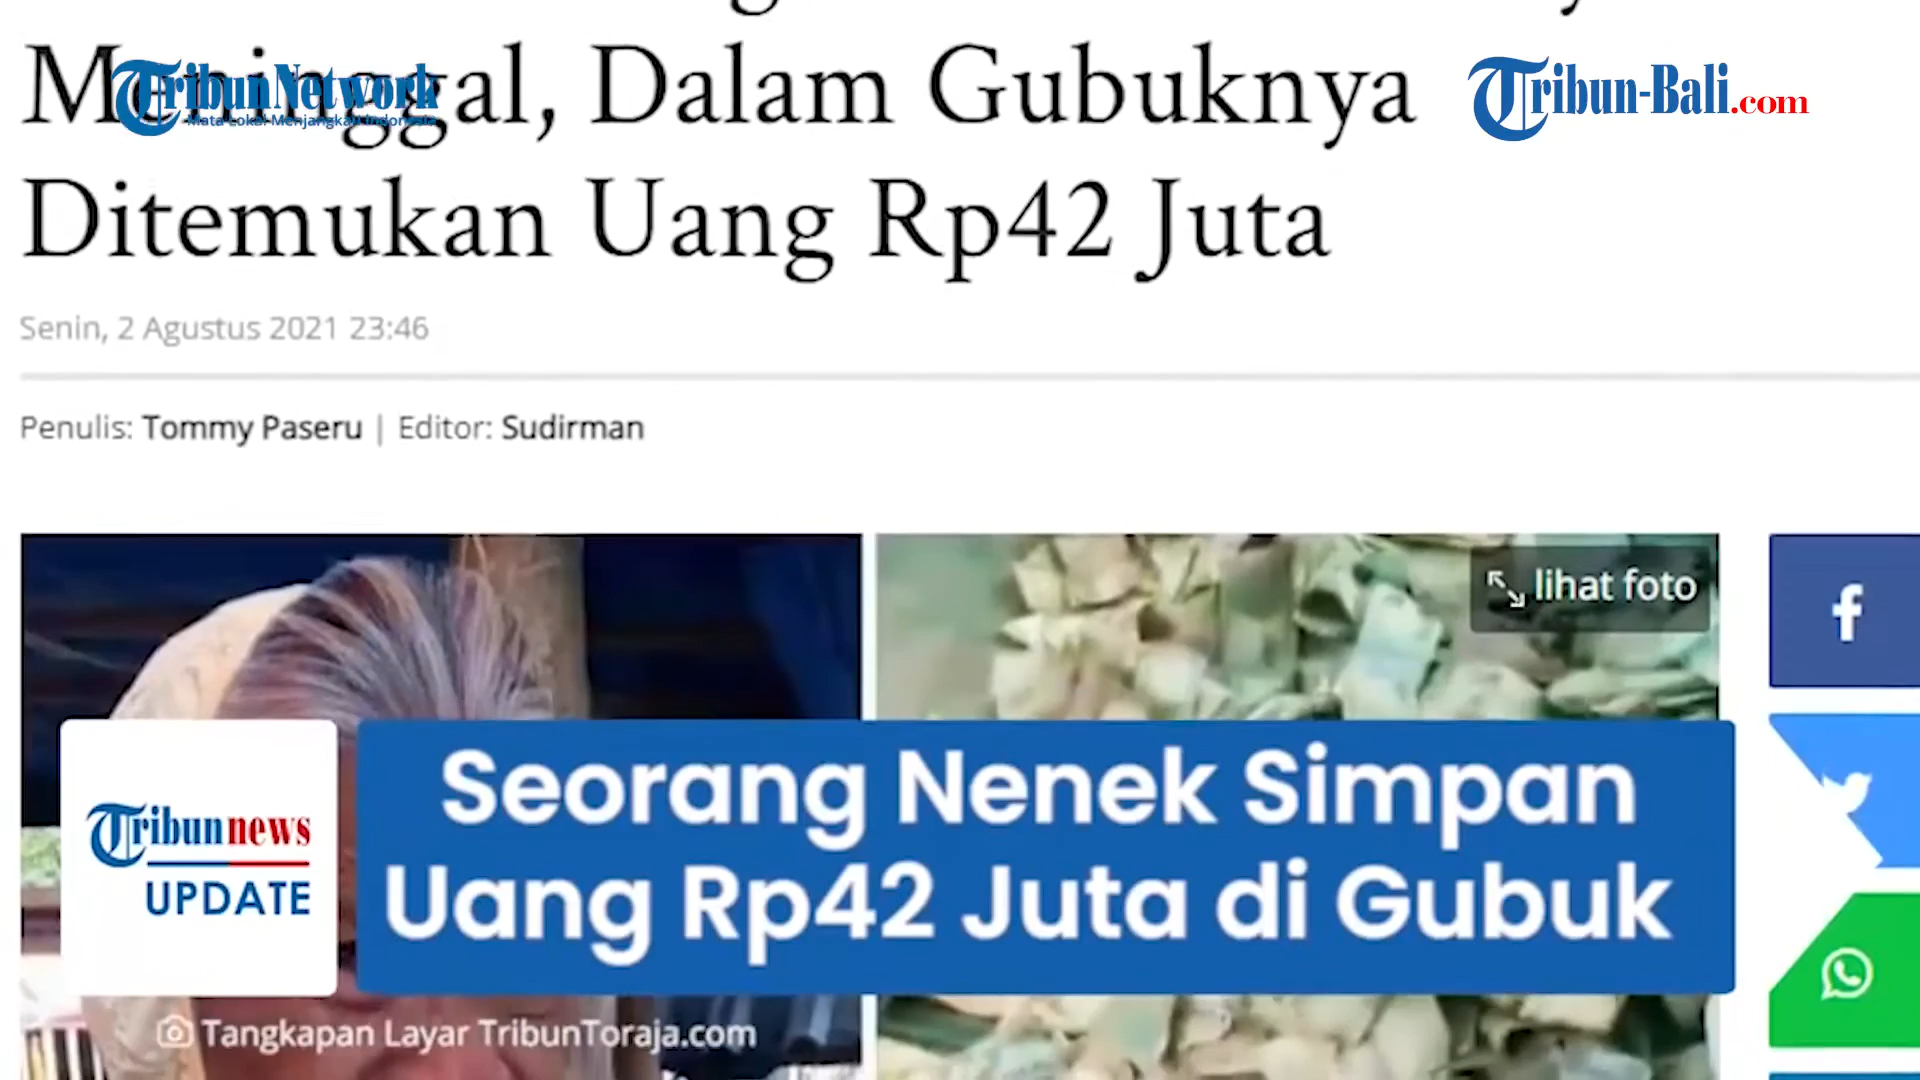 Meninggal, Dalam Gubuknya
Tribun Network
Mata Lokal Menjangkau Indonesia
Tribun-Bali.com
Ditemukan Uang Rp42 Juta
Senin, 2 Agustus 2021 23:46
Penulis: Tommy Paseru | Editor: Sudirman
lihat foto
Seorang Nenek Simpan
Uang Rp42 Juta di Gubuk
Tribunnews
UPDATE
Tangkapan Layar TribunToraja.com